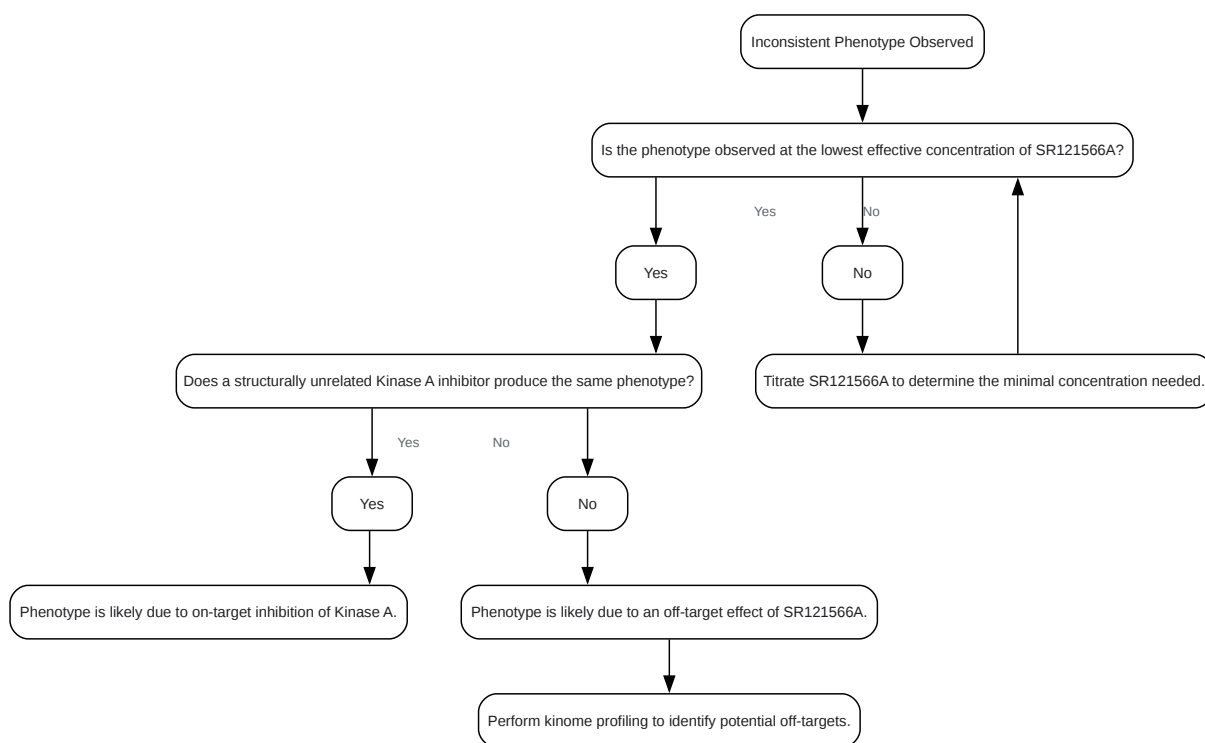 Inconsistent Phenotype Observed
Is the phenotype observed at the lowest effective concentration of SR121566A?
Yes
No
Yes
No
Does a structurally unrelated Kinase A inhibitor produce the same phenotype?
Titrate SR121566A to determine the minimal concentration needed.
Yes
No
Yes
No
Phenotype is likely due to on-target inhibition of Kinase A.
Phenotype is likely due to an off-target effect of SR121566A.
Perform kinome profiling to identify potential off-targets.